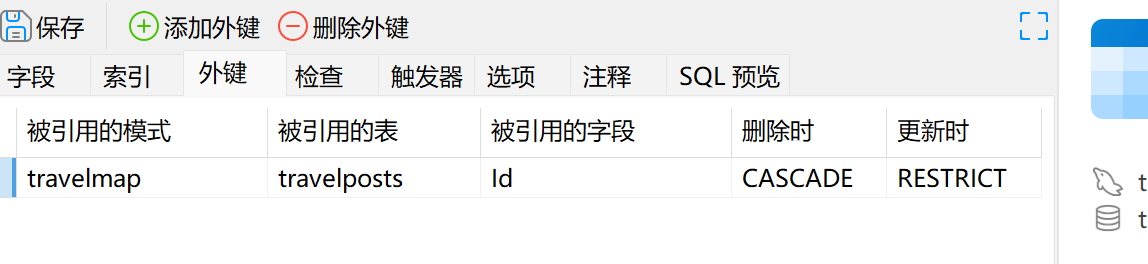 保存 添加外键 删除外键
字段 索引 外键 检查 触发器 选项 注释 SQL 预览
被引用的模式 被引用的表 被引用的字段 删除时 更新时
travelmap travelposts Id CASCADE RESTRICT
t
t